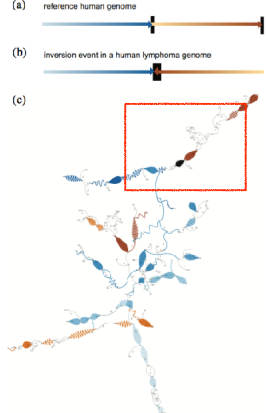 (a) reference human genome
(b) inversion event in a human lymphoma genome
(c)